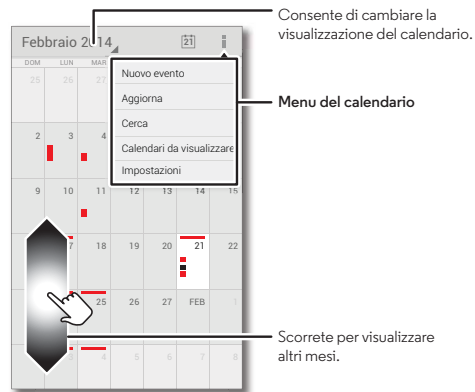 Consente di cambiare la
visualizzazione del calendario.
Febbraio 2014
21
DOM LUN MAR
25 26 27
Nuovo evento
Aggiorna
Menu del calendario
Cerca
2 3 4
Calendari da visualizzare
Impostazioni
9 10 11 12 13 14 15
7 18 19 20 21 22
25 26 27 FEB 1
4 5 6 7 8
Scorrete per visualizzare
altri mesi.